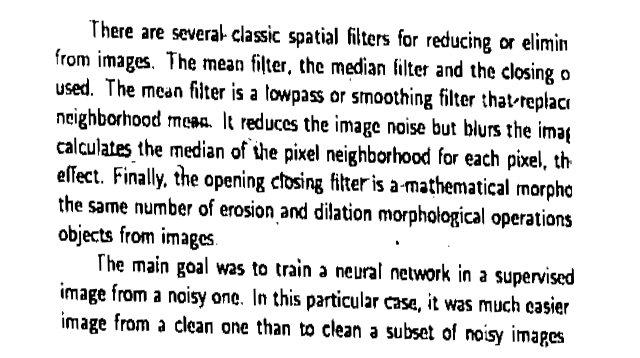 There are several classic spatial filters for reducing or elimin
from images. The mean filter, the median filter and the closing o
used. The mean filter is a lowpass or smoothing filter that replac
neighborhood mean. It reduces the image noise but blurs the imag
calculates the median of the pixel neighborhood for each pixel, th
effect. Finally, the opening closing filter is a mathematical morpho
the same number of erosion and dilation morphological operations
objects from images.
The main goal was to train a neural network in a supervised
image from a noisy one. In this particular case, it was much easier
image from a clean one than to clean a subset of noisy images